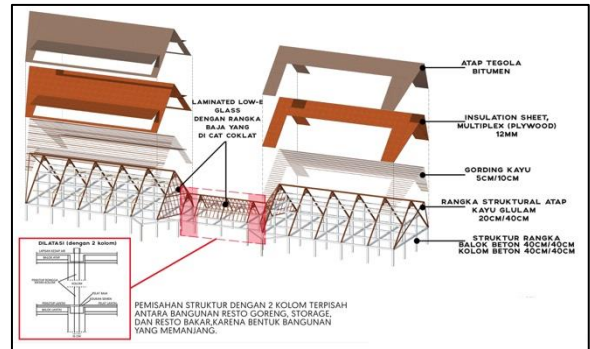 ATAP TEGOLA
BITUMEN
LAMINATED LOW-E
GLASS
DENGAN RANGKA
BAJA YANG
DI CAT COKLAT
INSULATION SHEET,
MULTIPLEX (PLYWOOD)
12MM
GORDING KAYU
5CM/10CM
RANGKA STRUKTURAL ATAP
KAYU GLULAM
20CM/40CM
STRUKTUR RANGKA
BALOK BETON 40CM/40CM
KOLOM BETON 40CM/40CM
DILATASI (dengan 2 kolom)
PEMISAHAN STRUKTUR DENGAN 2 KOLOM TERPISAH
ANTARA BANGUNAN RESTO GORENG, STORAGE,
DAN RESTO BAKAR,KARENA BENTUK BANGUNAN
YANG MEMANJANG.